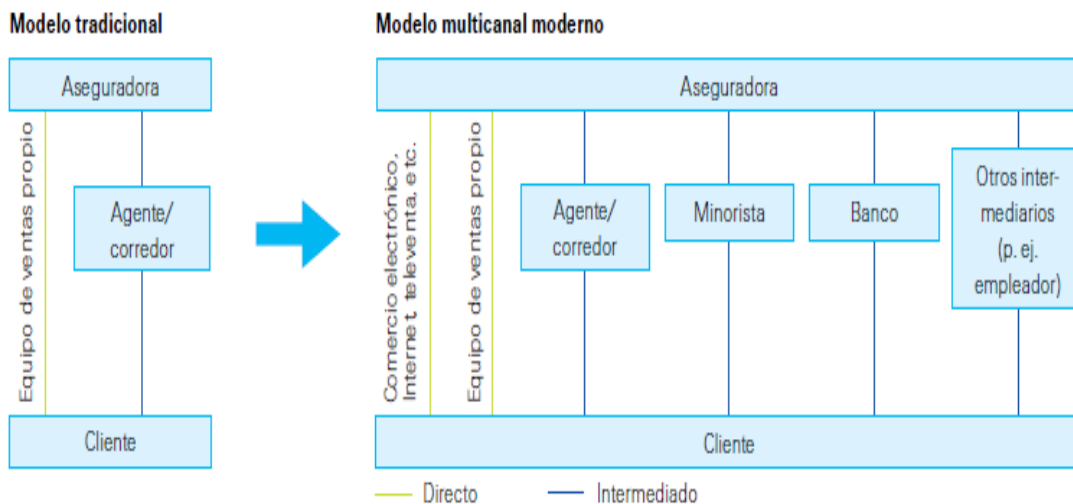 Modelo tradicional
Modelo multicanal moderno
Aseguradora
Equipo de ventas propio
Agente/
corredor
Cliente
Aseguradora
Comercio electrónico,
Internet, televenta, etc.
Equipo de ventas propio
Agente/
corredor
Minorista
Banco
Otros inter-
mediarios
(p. ej.
empleador)
Cliente
Directo
Intermediado